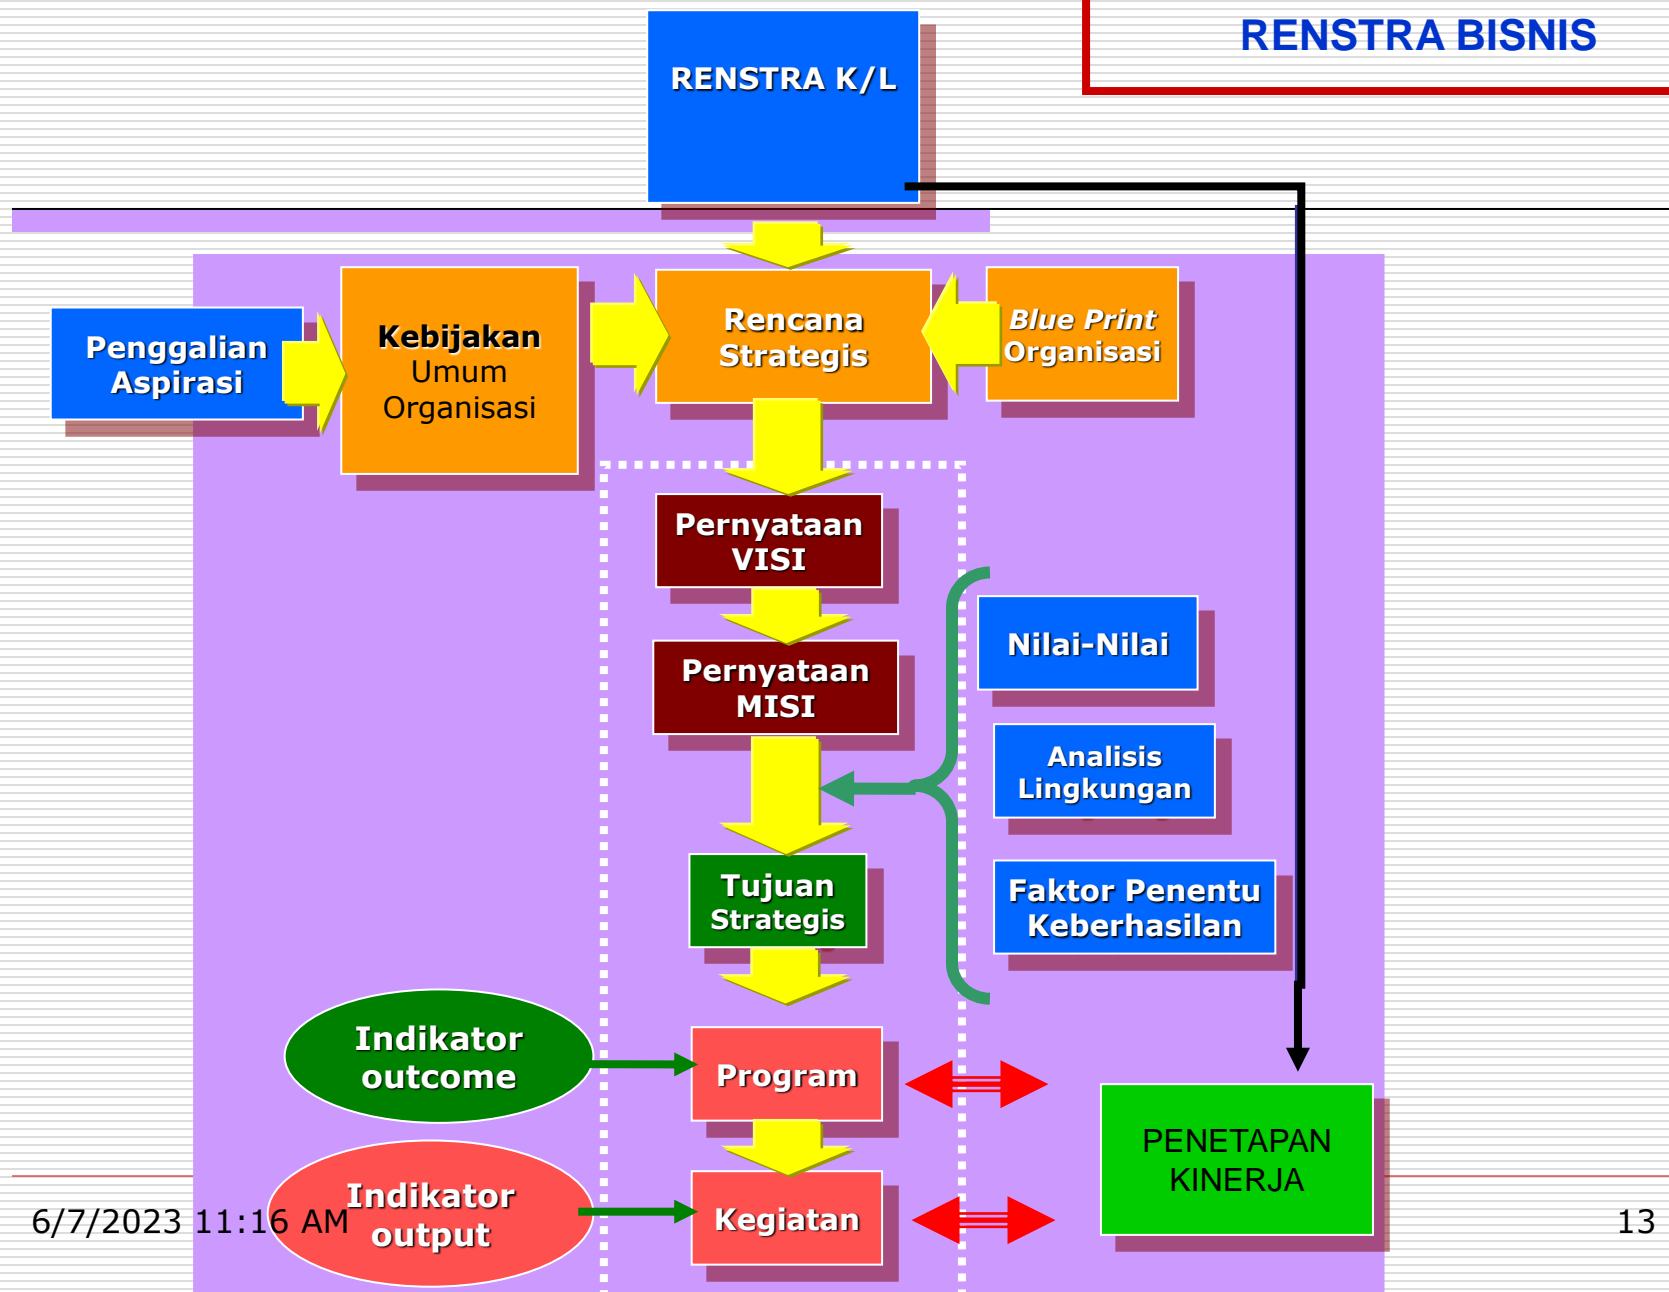 RENSTRA BISNIS
RENSTRA K/L
Penggalian
Aspirasi
Kebijakan
Umum
Organisasi
Rencana
Strategis
Blue Print
Organisasi
Pernyataan
VISI
Pernyataan
MISI
Nilai-Nilai
Analisis
Lingkungan
Tujuan
Strategis
Faktor Penentu
Keberhasilan
Indikator
outcome
Program
PENETAPAN
KINERJA
Indikator
output
Kegiatan
6/7/2023 11:16 AM
13